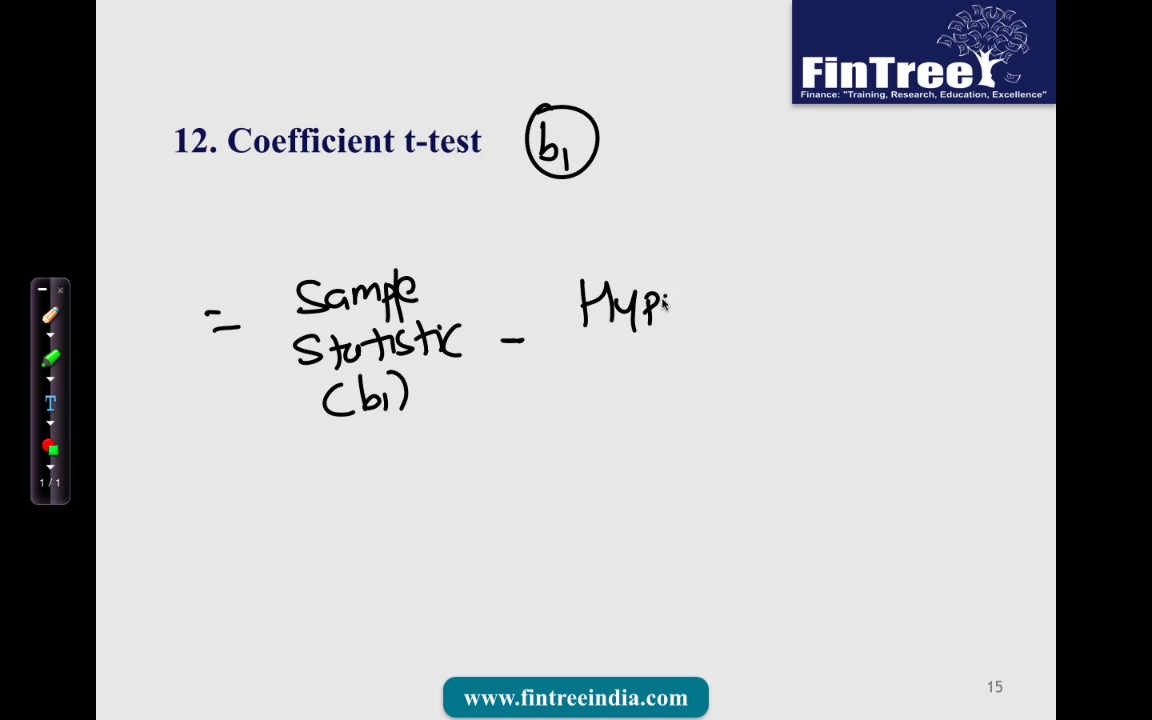 FinTree
Finance: "Training, Research, Education, Excellence"
12. Coefficient t-test b1
= Sample Statistic (b1) - Hyp
T
1 / 1
www.fintreeindia.com
15